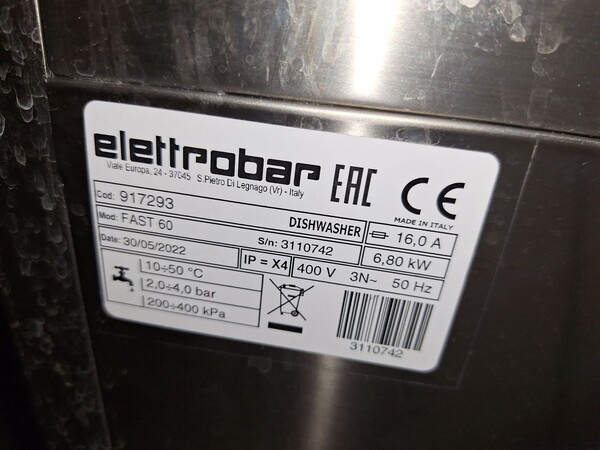 elettrobar EAC CE
Viale Europa, 24 - 37045 S.Pietro Di Legnago (Vr) - Italy
MADE IN ITALY
Cod: 917293
DISHWASHER
16,0 A
Mod: FAST 60
S/n: 3110742
6,80 kW
Date: 30/05/2022
IP = X4
400 V 3N~ 50 Hz
10÷50 °C
2,0÷4,0 bar
200÷400 kPa
3110742